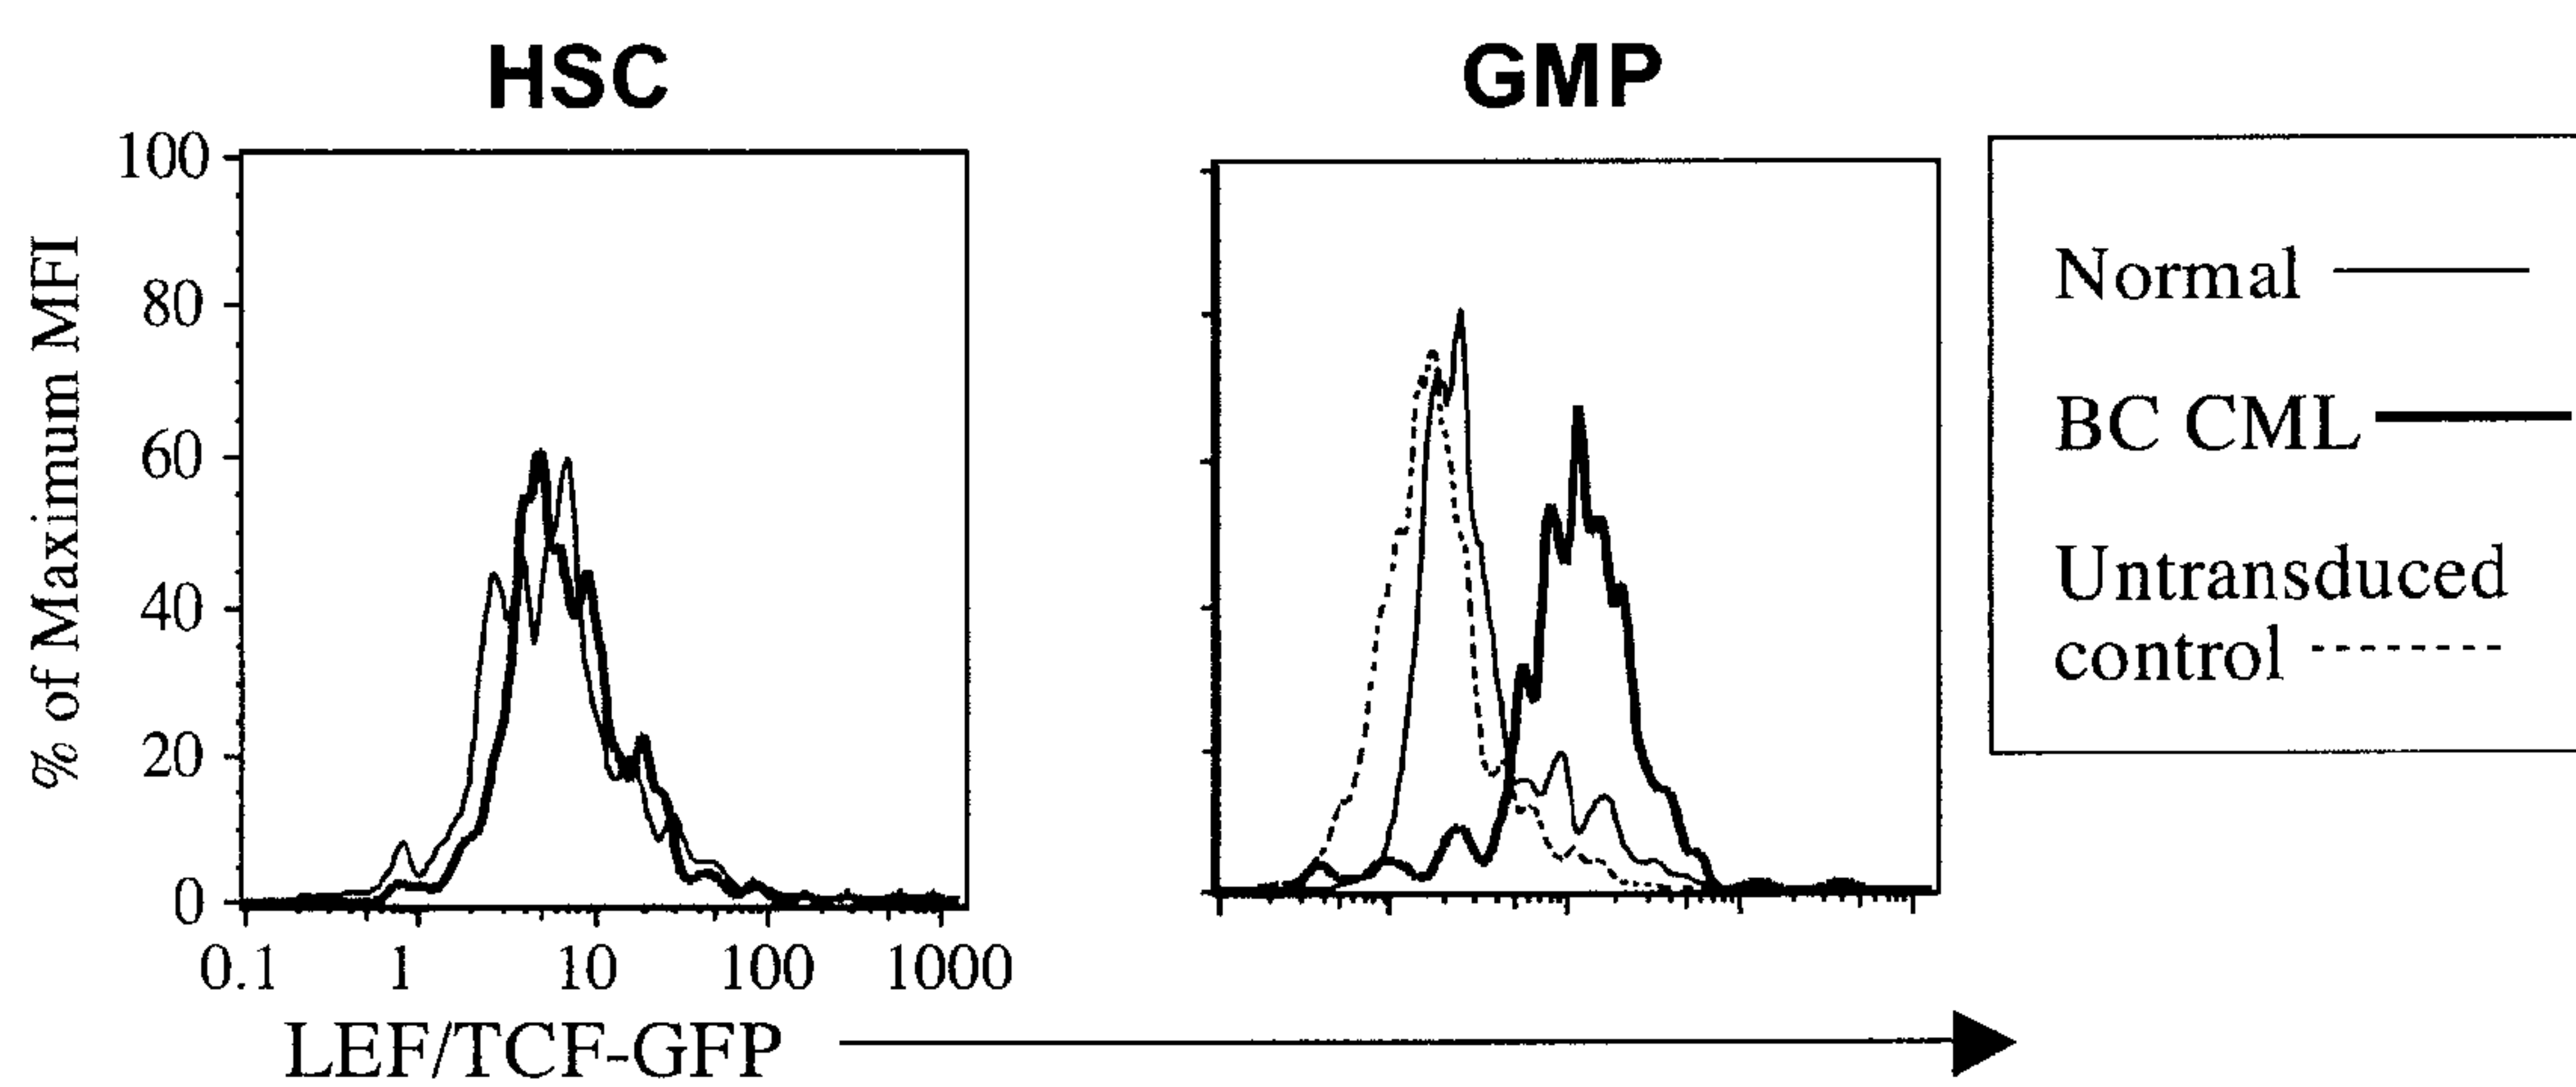 HSC
GMP
% of Maximum MFI
100
80
60
40
20
0
0.1 1 10 100 1000
LEF/TCF-GFP
Normal
BC CML
Untransduced
control